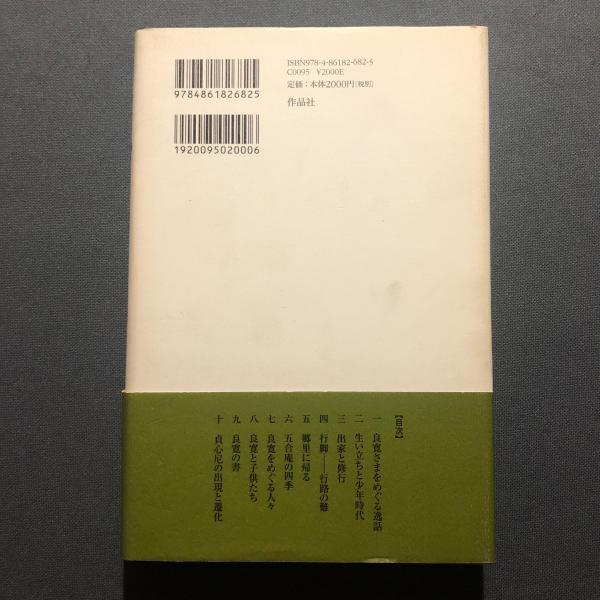 ISBN978-4-86182-682-5
C0095 ¥2000E
定価：本体2000円[税別]
作品社
9784861826825
1920095020006
【目次】
一 良寛さまをめぐる逸話
二 生い立ちと少年時代
三 出家と修行
四 行脚――行路の難
五 郷里に帰る
六 五合庵の四季
七 良寛をめぐる人々
八 良寛と子供たち
九 良寛の書
十 貞心尼の出現と遷化